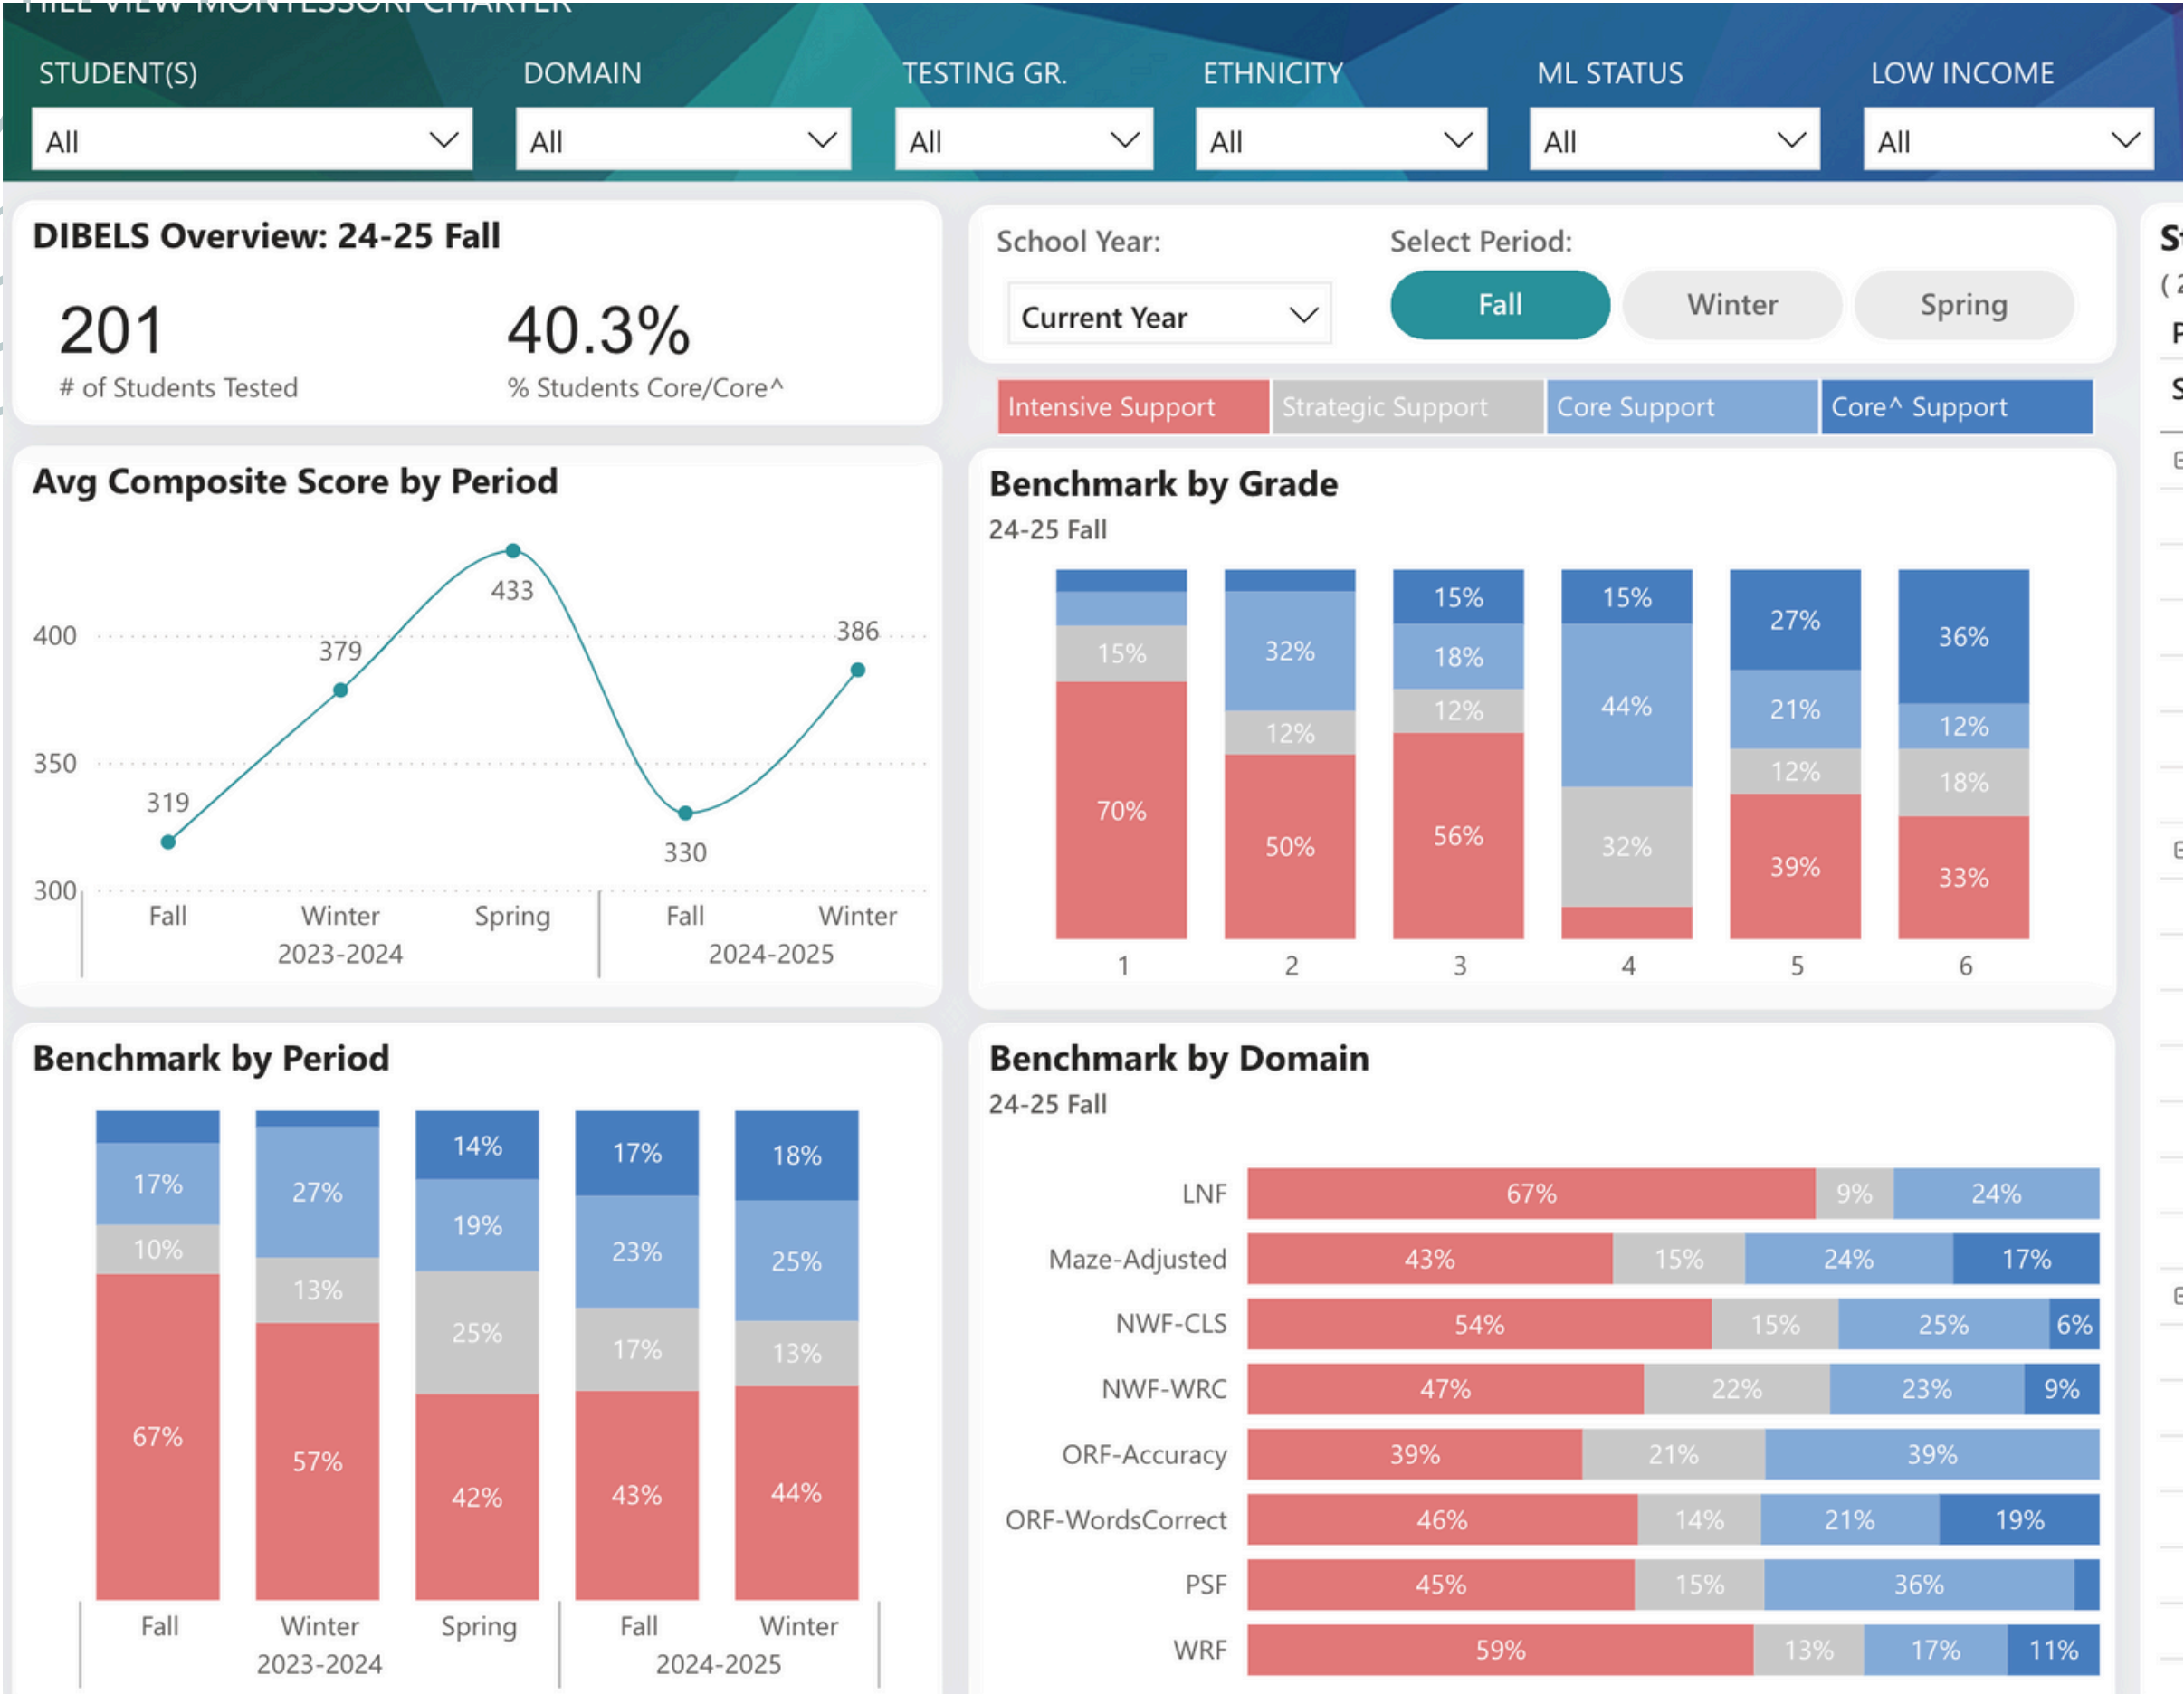 HILL VIEW MONTESSORI CHARTER
STUDENT(S) DOMAIN TESTING GR. ETHNICITY ML STATUS LOW INCOME
All All All All All All
DIBELS Overview: 24-25 Fall
201 40.3%
# of Students Tested % Students Core/Core^
School Year: Select Period:
Current Year Fall Winter Spring
Intensive Support Strategic Support Core Support Core^ Support
Avg Composite Score by Period
433
400 386
379
350
319
330
300
Fall Winter Spring Fall Winter
2023-2024 2024-2025
Benchmark by Grade
24-25 Fall
15% 15% 27% 36%
15% 32% 18% 44% 21% 12%
12% 12% 32% 12% 18%
70% 50% 56% 39% 33%
1 2 3 4 5 6
Benchmark by Period
14% 17% 18%
17% 27% 19% 23% 25%
10% 13% 25% 17% 13%
67% 57% 42% 43% 44%
Fall Winter Spring Fall Winter
2023-2024 2024-2025
Benchmark by Domain
24-25 Fall
LNF 67% 9% 24%
Maze-Adjusted 43% 15% 24% 17%
NWF-CLS 54% 15% 25% 6%
NWF-WRC 47% 22% 23% 9%
ORF-Accuracy 39% 21% 39%
ORF-WordsCorrect 46% 14% 21% 19%
PSF 45% 15% 36%
WRF 59% 13% 17% 11%